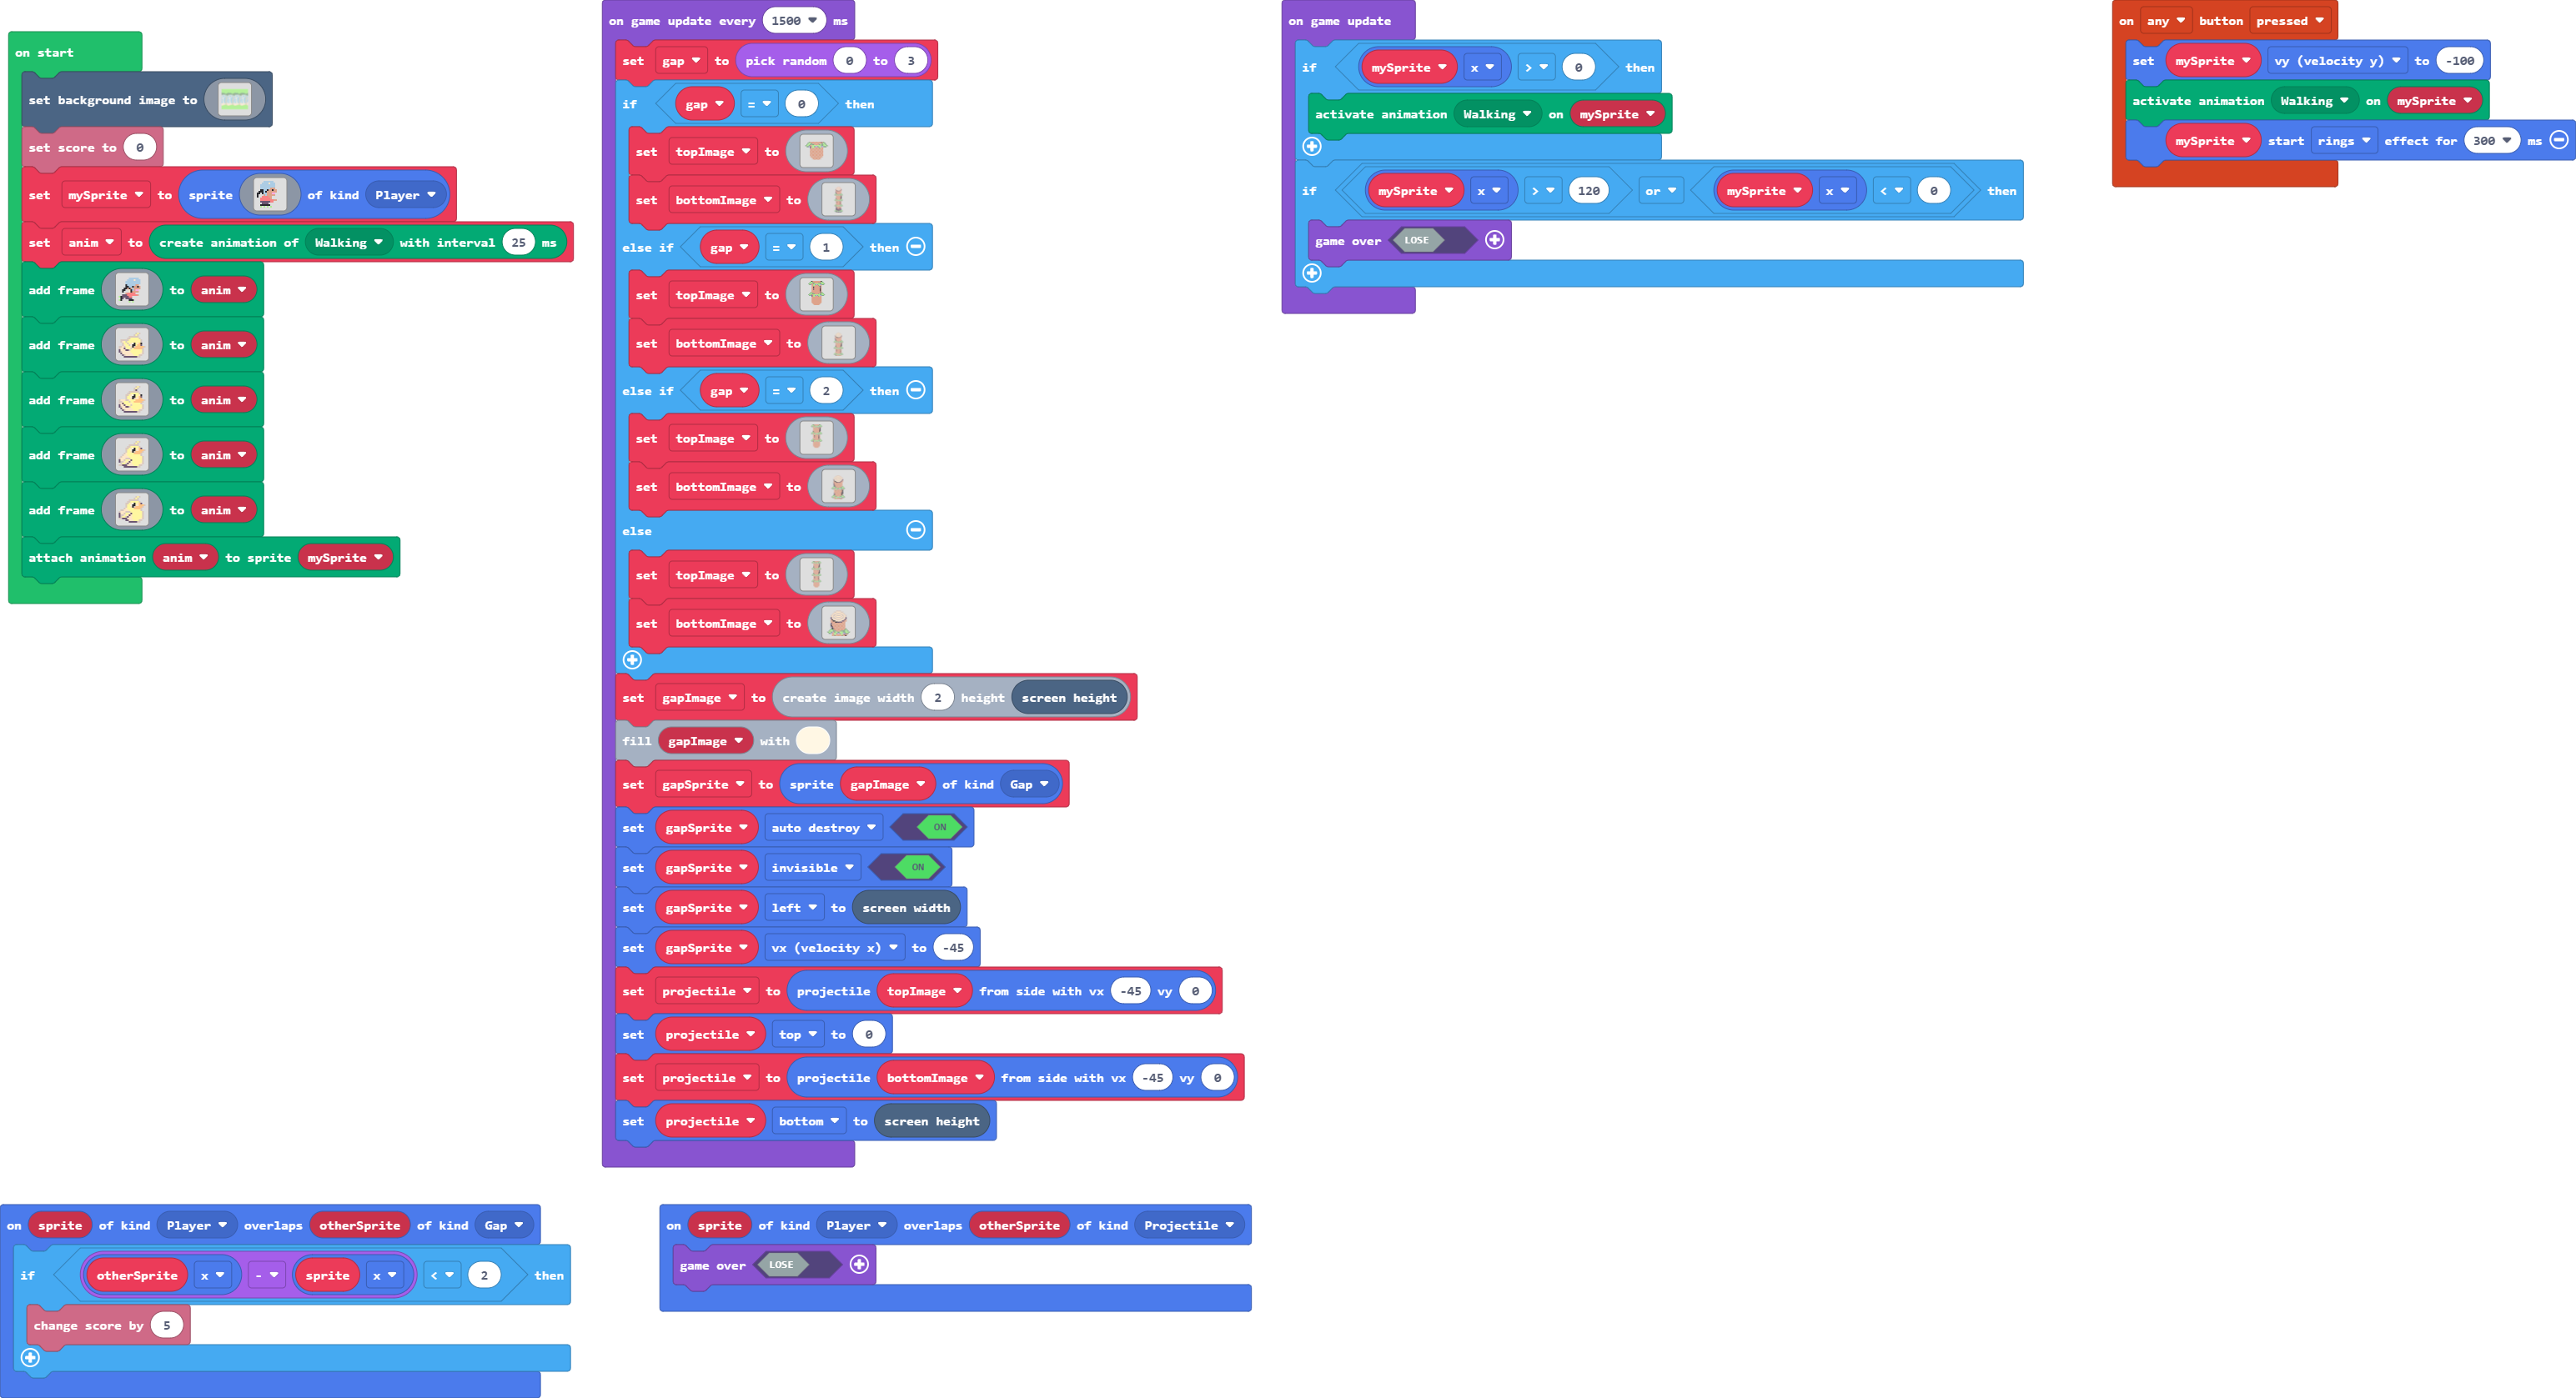 on start
set background image to
set score to 0
set mySprite to sprite of kind Player
set anim to create animation of Walking with interval 25 ms
add frame to anim
add frame to anim
add frame to anim
add frame to anim
add frame to anim
attach animation anim to sprite mySprite
on game update every 1500 ms
set gap to pick random 0 to 3
if gap = 0 then
set topImage to
set bottomImage to
else if gap = 1 then
set topImage to
set bottomImage to
else if gap = 2 then
set topImage to
set bottomImage to
else
set topImage to
set bottomImage to
set gapImage to create image width 2 height screen height
fill gapImage with
set gapSprite to sprite gapImage of kind Gap
set gapSprite auto destroy ON
set gapSprite invisible ON
set gapSprite left to screen width
set gapSprite vx (velocity x) to -45
set projectile to projectile topImage from side with vx -45 vy 0
set projectile top to 0
set projectile to projectile bottomImage from side with vx -45 vy 0
set projectile bottom to screen height
on game update
if mySprite x > 0 then
activate animation Walking on mySprite
if mySprite x > 120 or mySprite x < 0 then
game over LOSE
on any button pressed
set mySprite vy (velocity y) to -100
activate animation Walking on mySprite
mySprite start rings effect for 300 ms
on sprite of kind Player overlaps otherSprite of kind Gap
if otherSprite x - sprite x < 2 then
change score by 5
on sprite of kind Player overlaps otherSprite of kind Projectile
game over LOSE